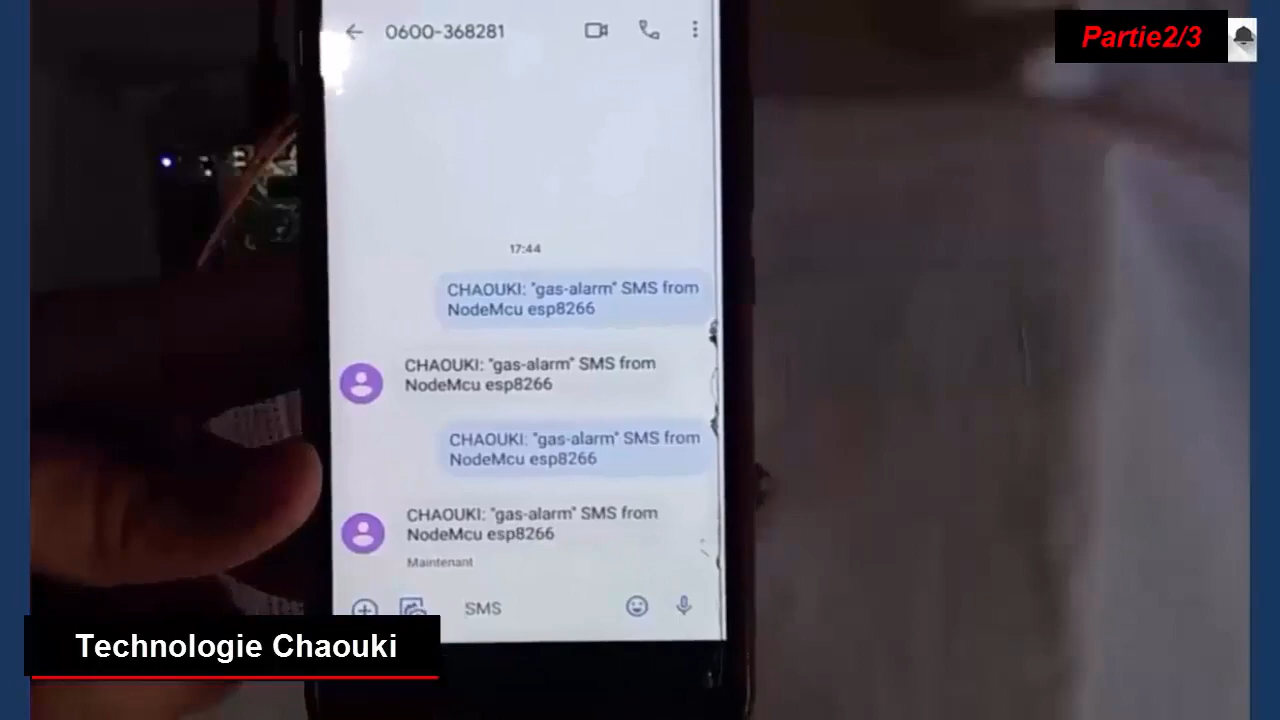 0600-368281
Partie2/3
17:44
CHAOUKI: "gas-alarm" SMS from
NodeMcu esp8266
CHAOUKI: "gas-alarm" SMS from
NodeMcu esp8266
CHAOUKI: "gas-alarm" SMS from
NodeMcu esp8266
CHAOUKI: "gas-alarm" SMS from
NodeMcu esp8266
Maintenant
SMS
Technologie Chaouki